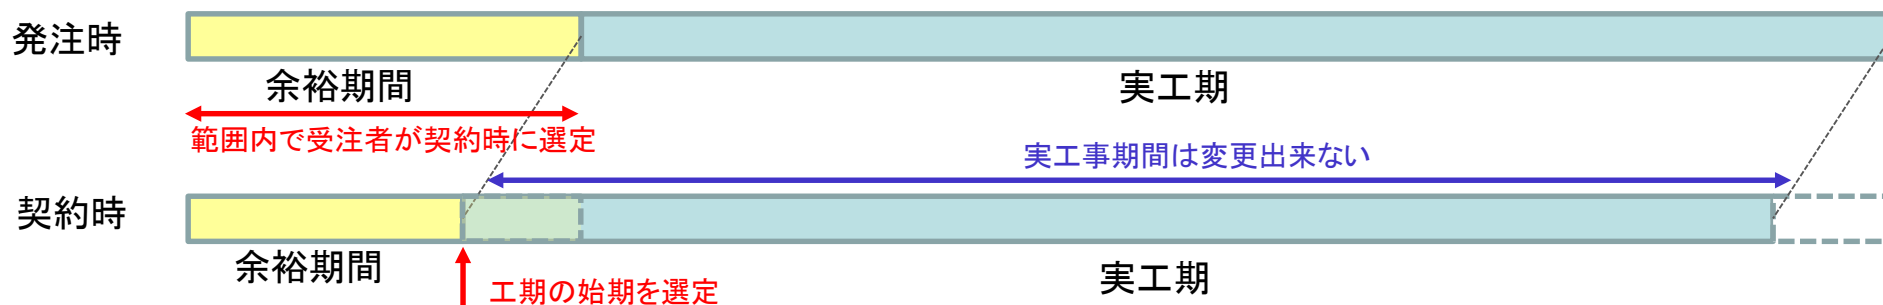 発注時
余裕期間
実工期
範囲内で受注者が契約時に選定
実工事期間は変更出来ない
契約時
余裕期間
実工期
工期の始期を選定